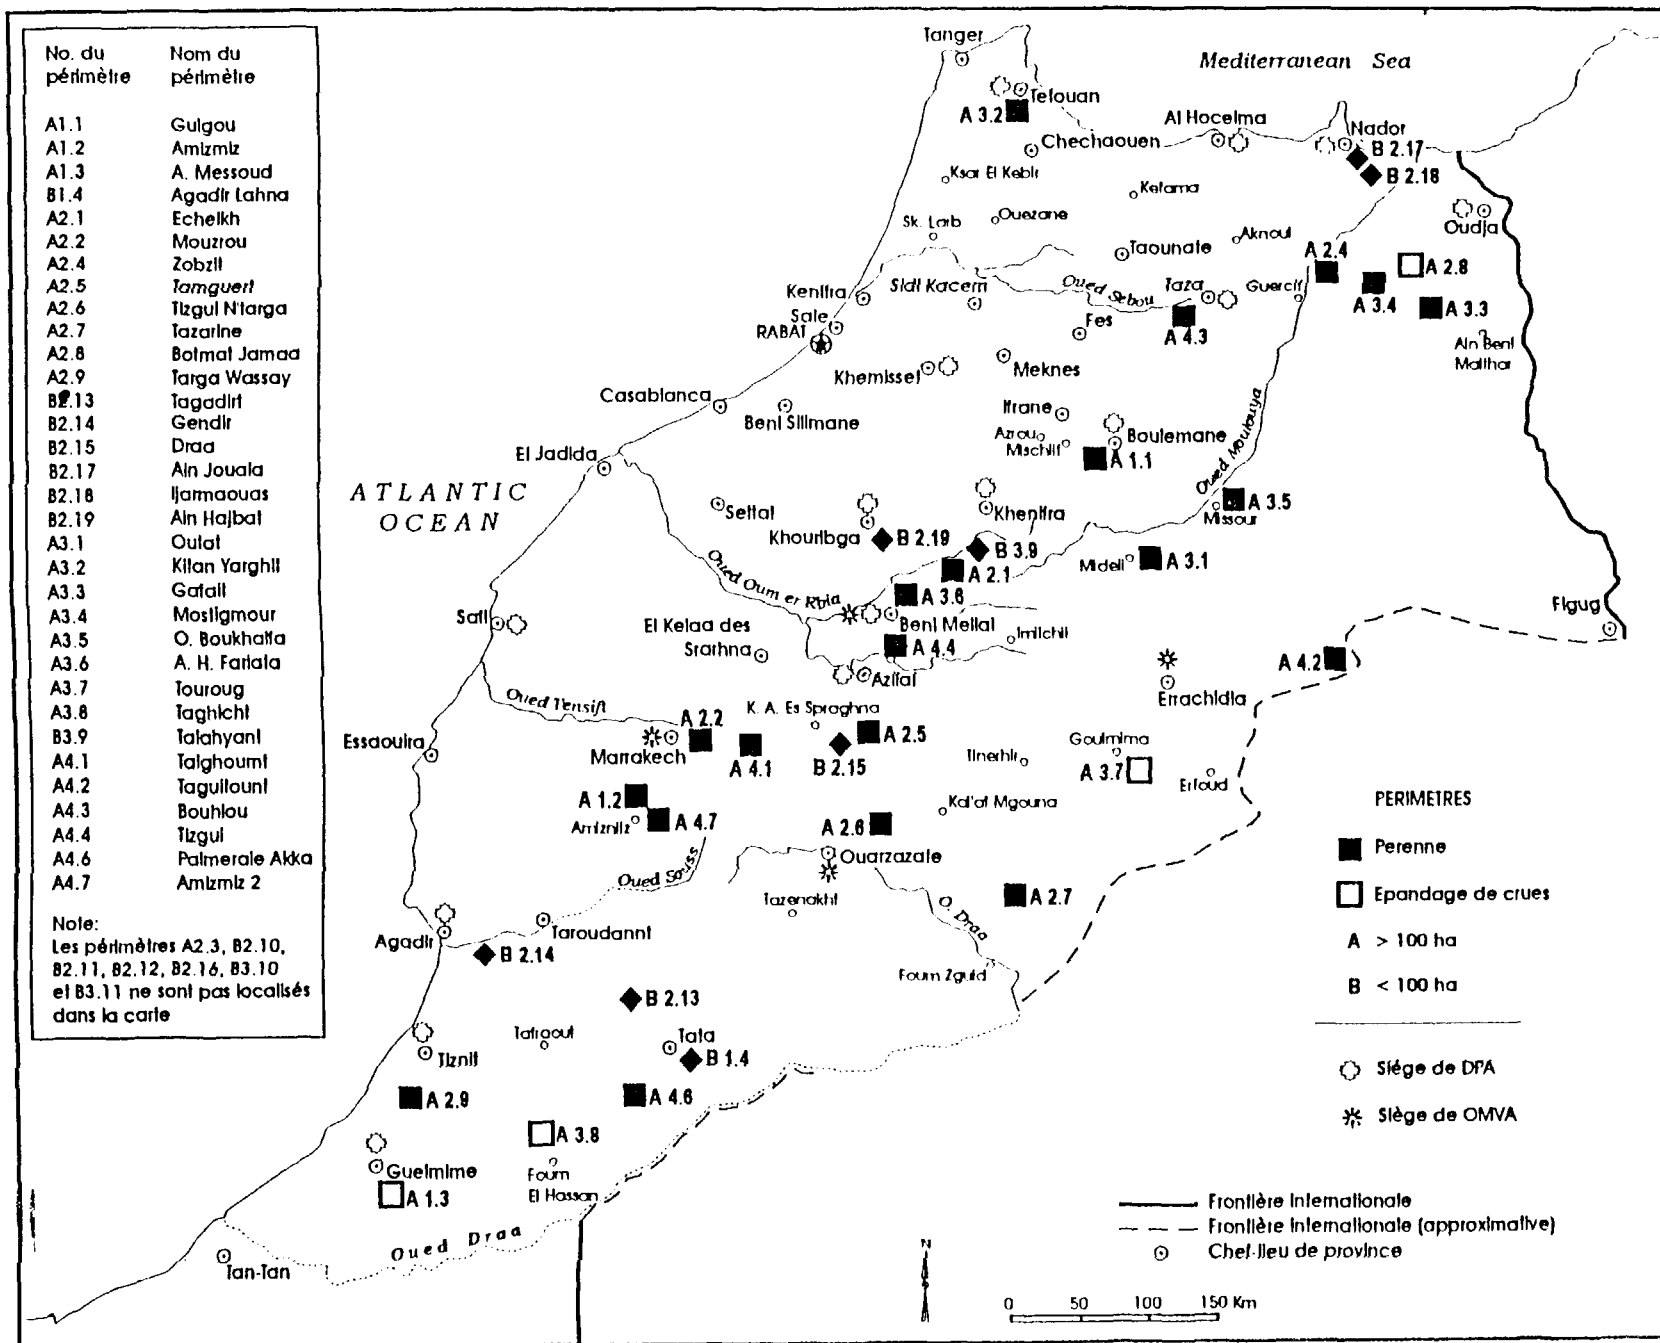 No. du périmètre Nom du périmètre
A1.1 Guigou
A1.2 Amizmiz
A1.3 A. Messoud
B1.4 Agadir Lahna
A2.1 Echeikh
A2.2 Mouzrou
A2.4 Zobzit
A2.5 Tamguert
A2.6 Tizgui N'targa
A2.7 Tazarine
A2.8 Botmat Jamaa
A2.9 Targa Wassay
B2.13 Tagadirt
B2.14 Gendir
B2.15 Draa
B2.17 Ain Jouala
B2.18 Ijarmaouas
B2.19 Ain Hajbat
A3.1 Outat
A3.2 Kitan Yarghit
A3.3 Gafait
A3.4 Mostigmour
A3.5 O. Boukhalfa
A3.6 A. H. Fariata
A3.7 Touroug
A3.8 Taghicht
B3.9 Talahyant
A4.1 Talghoumt
A4.2 Taguilount
A4.3 Bouhlou
A4.4 Tizgui
A4.6 Palmeraie Akka
A4.7 Amizmiz 2
Note:
Les périmètres A2.3, B2.10,
B2.11, B2.12, B2.16, B3.10
et B3.11 ne sont pas localisés
dans la carte
Tanger
Mediterranean Sea
Tetouan
A 3.2
Al Hoceima
Nador
Chechaouen
B 2.17
B 2.18
Ksar El Kebir
Ketama
Ouezane
Sk. Larb
Oudja
Aknoul
Taounate
A 2.4
A 2.8
Oued Sebou
Taza
Guercif
Sidi Kacem
Kenitra
A 3.4
A 3.3
Sale
RABAT
Fes
A 4.3
Ain Beni
Malthar
Khemisset
Meknes
Casablanca
Beni Slimane
Ifrane
Azrou
Mischlif
Boulemane
A 1.1
Oued Moulouya
El Jadida
ATLANTIC
OCEAN
Settat
Khenifra
A 3.5
Missour
Khouribga
B 2.19
B 3.9
Midelt
A 3.1
Oued Oum er Rbia
A 2.1
A 3.6
Figug
Safi
Beni Mellal
El Kelaa des
Srarhna
Imilchil
A 4.4
A 4.2
Azilal
Errachidia
Oued Tensift
K. A. Es Spraghna
A 2.2
A 2.5
Essaouira
Marrakech
A 4.1
B 2.15
Tinerhir
Goulmima
A 3.7
Erfoud
A 1.2
Amizmiz
A 4.7
Kal'at Mgouna
A 2.6
Ouarzazate
Oued Souss
Tazenakht
A 2.7
O. Draa
Agadir
Taroudannt
B 2.14
Foum Zguid
B 2.13
Tafraout
Tata
Tiznit
B 1.4
A 2.9
A 4.6
A 3.8
Guelmime
Foum
El Hassan
A 1.3
Oued Draa
Tan-Tan
PERIMETRES
Perenne
Epandage de crues
A > 100 ha
B < 100 ha
Siége de DPA
Siège de OMVA
Frontière Internationale
Frontière Internationale (approximative)
Chef-lieu de province
N
0 50 100 150 Km